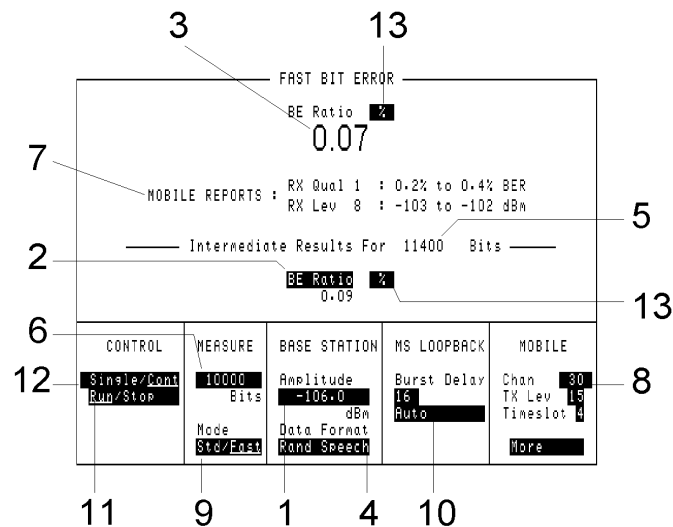 3 13
FAST BIT ERROR
BE Ratio %
0.07
7
MOBILE REPORTS : RX Qual 1 : 0.2% to 0.4% BER
RX Lev 8 : -103 to -102 dBm
5
Intermediate Results For 11400 Bits
2
BE Ratio %
0.09
13
6
CONTROL MEASURE BASE STATION MS LOOPBACK MOBILE
12 Single/Cont 10000 Amplitude Burst Delay Chan 30 8
Run/Stop Bits -106.0 16 TX Lev 15
dBm Auto Timeslot 4
Mode Data Format
Std/Fast Rand Speech More
11 9 1 4 10